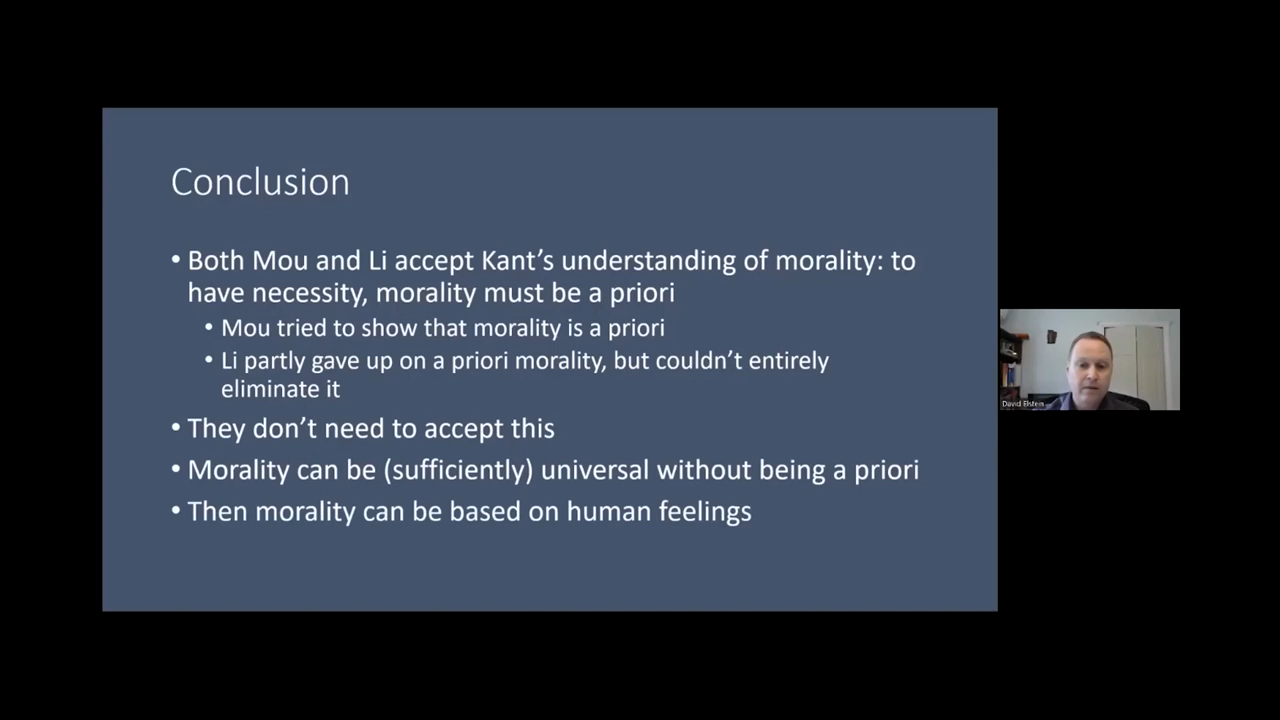 Conclusion
• Both Mou and Li accept Kant's understanding of morality: to
have necessity, morality must be a priori
• Mou tried to show that morality is a priori
• Li partly gave up on a priori morality, but couldn't entirely
eliminate it
• They don't need to accept this
• Morality can be (sufficiently) universal without being a priori
• Then morality can be based on human feelings
David Elstein